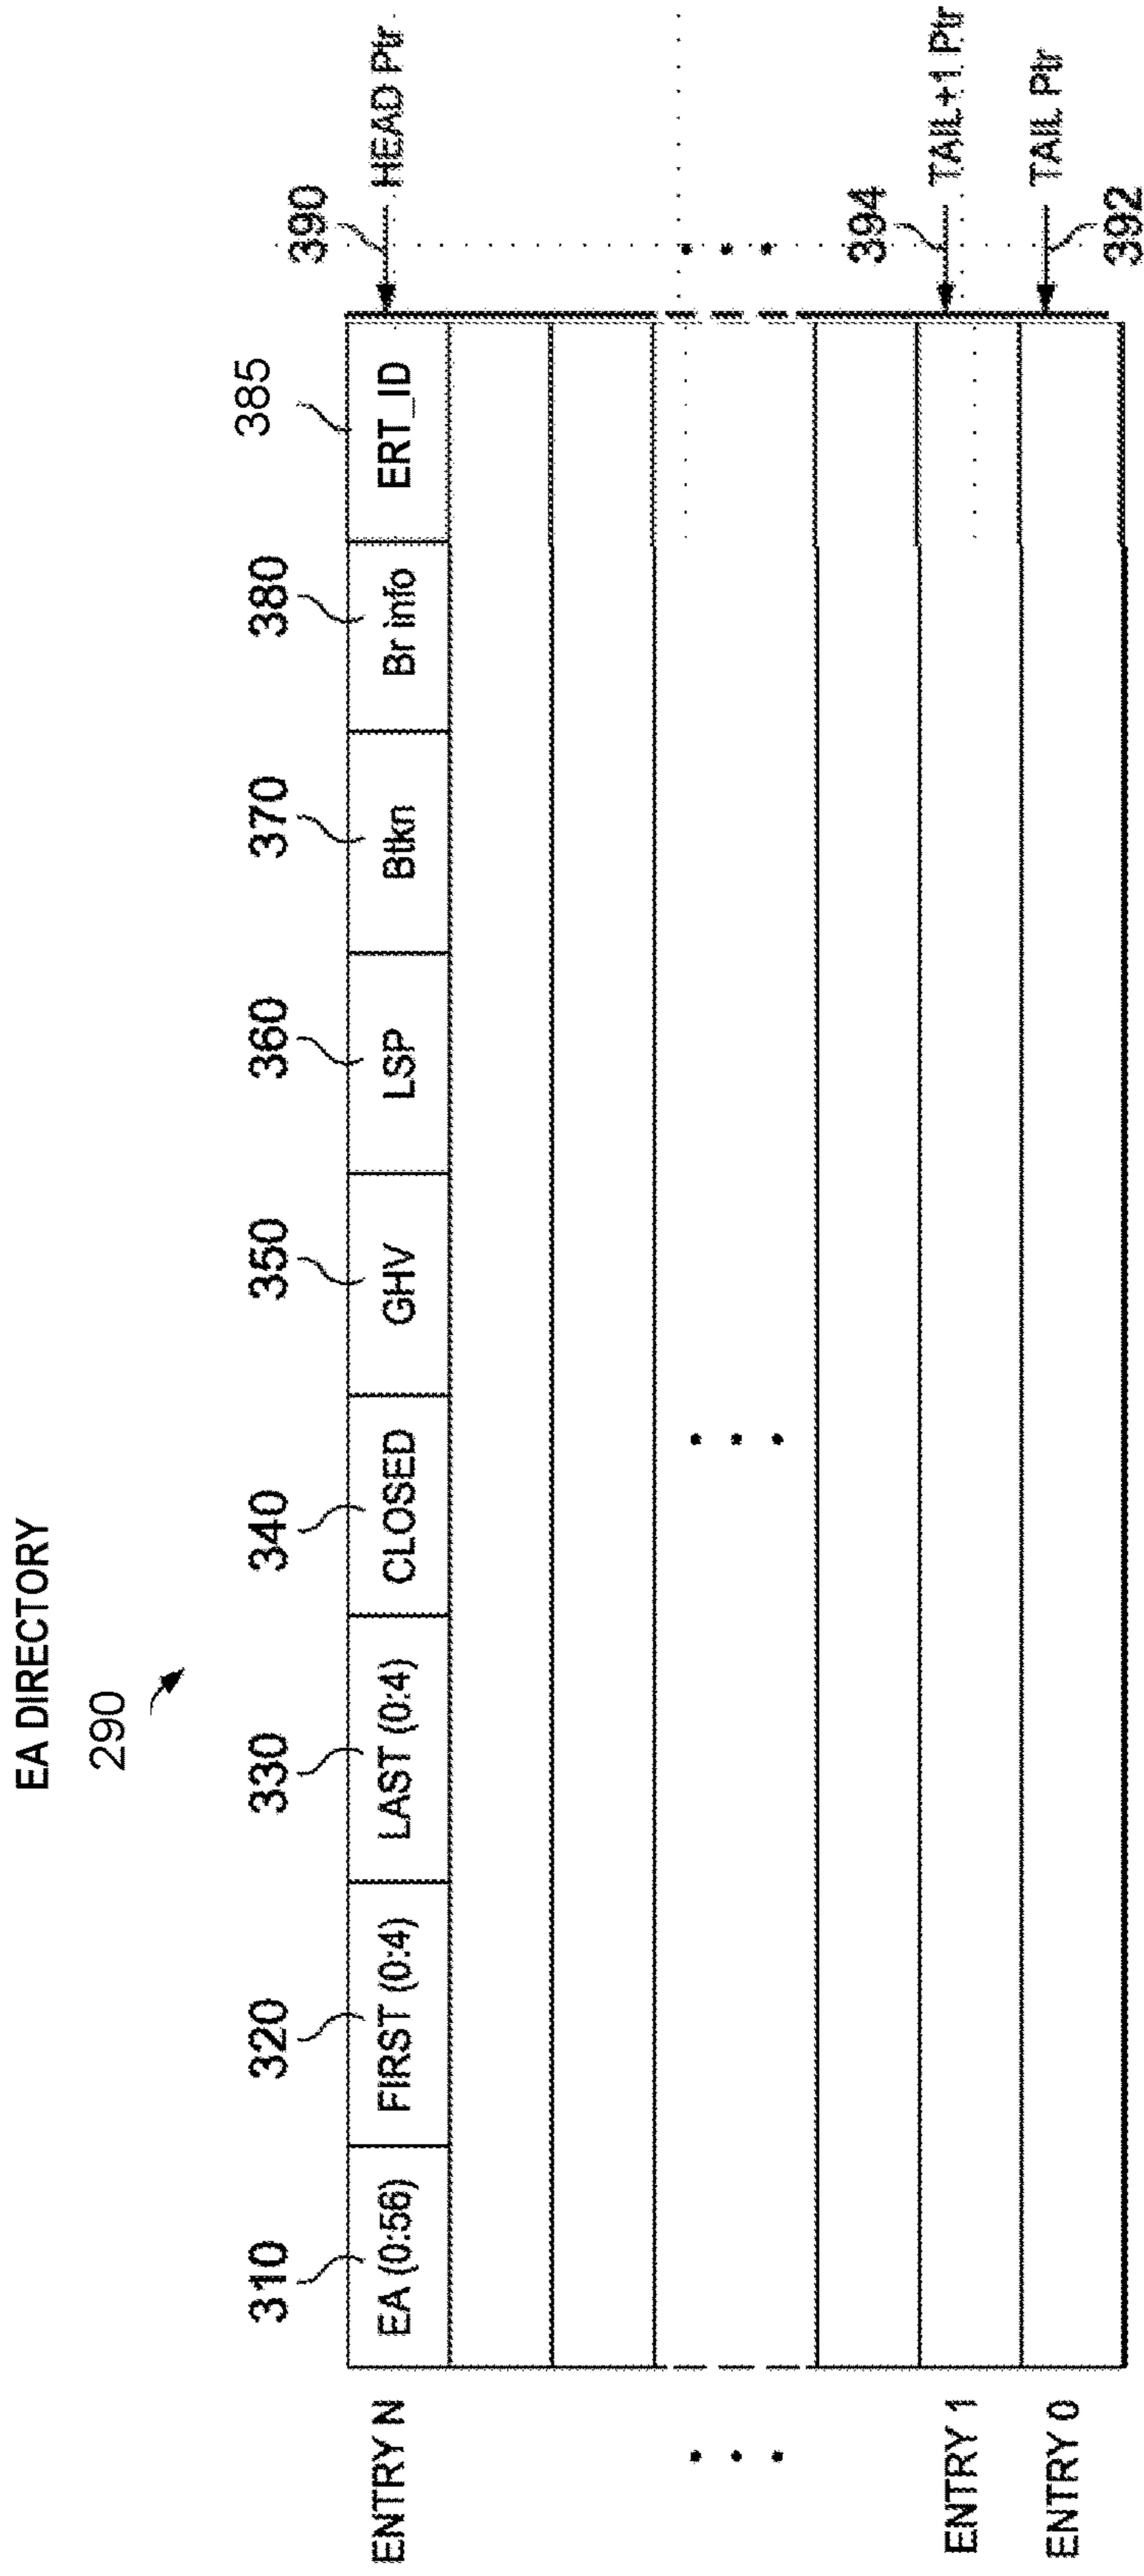 EA DIRECTORY
290
310 320 330 340 350 360 370 380 385
ENTRY N EA (0:56) FIRST (0:4) LAST (0:4) CLOSED GHV LSP Btkn Br info ERT_ID HEAD Ptr
390
ENTRY 1 TAIL+1 Ptr
394
ENTRY 0 TAIL Ptr
392